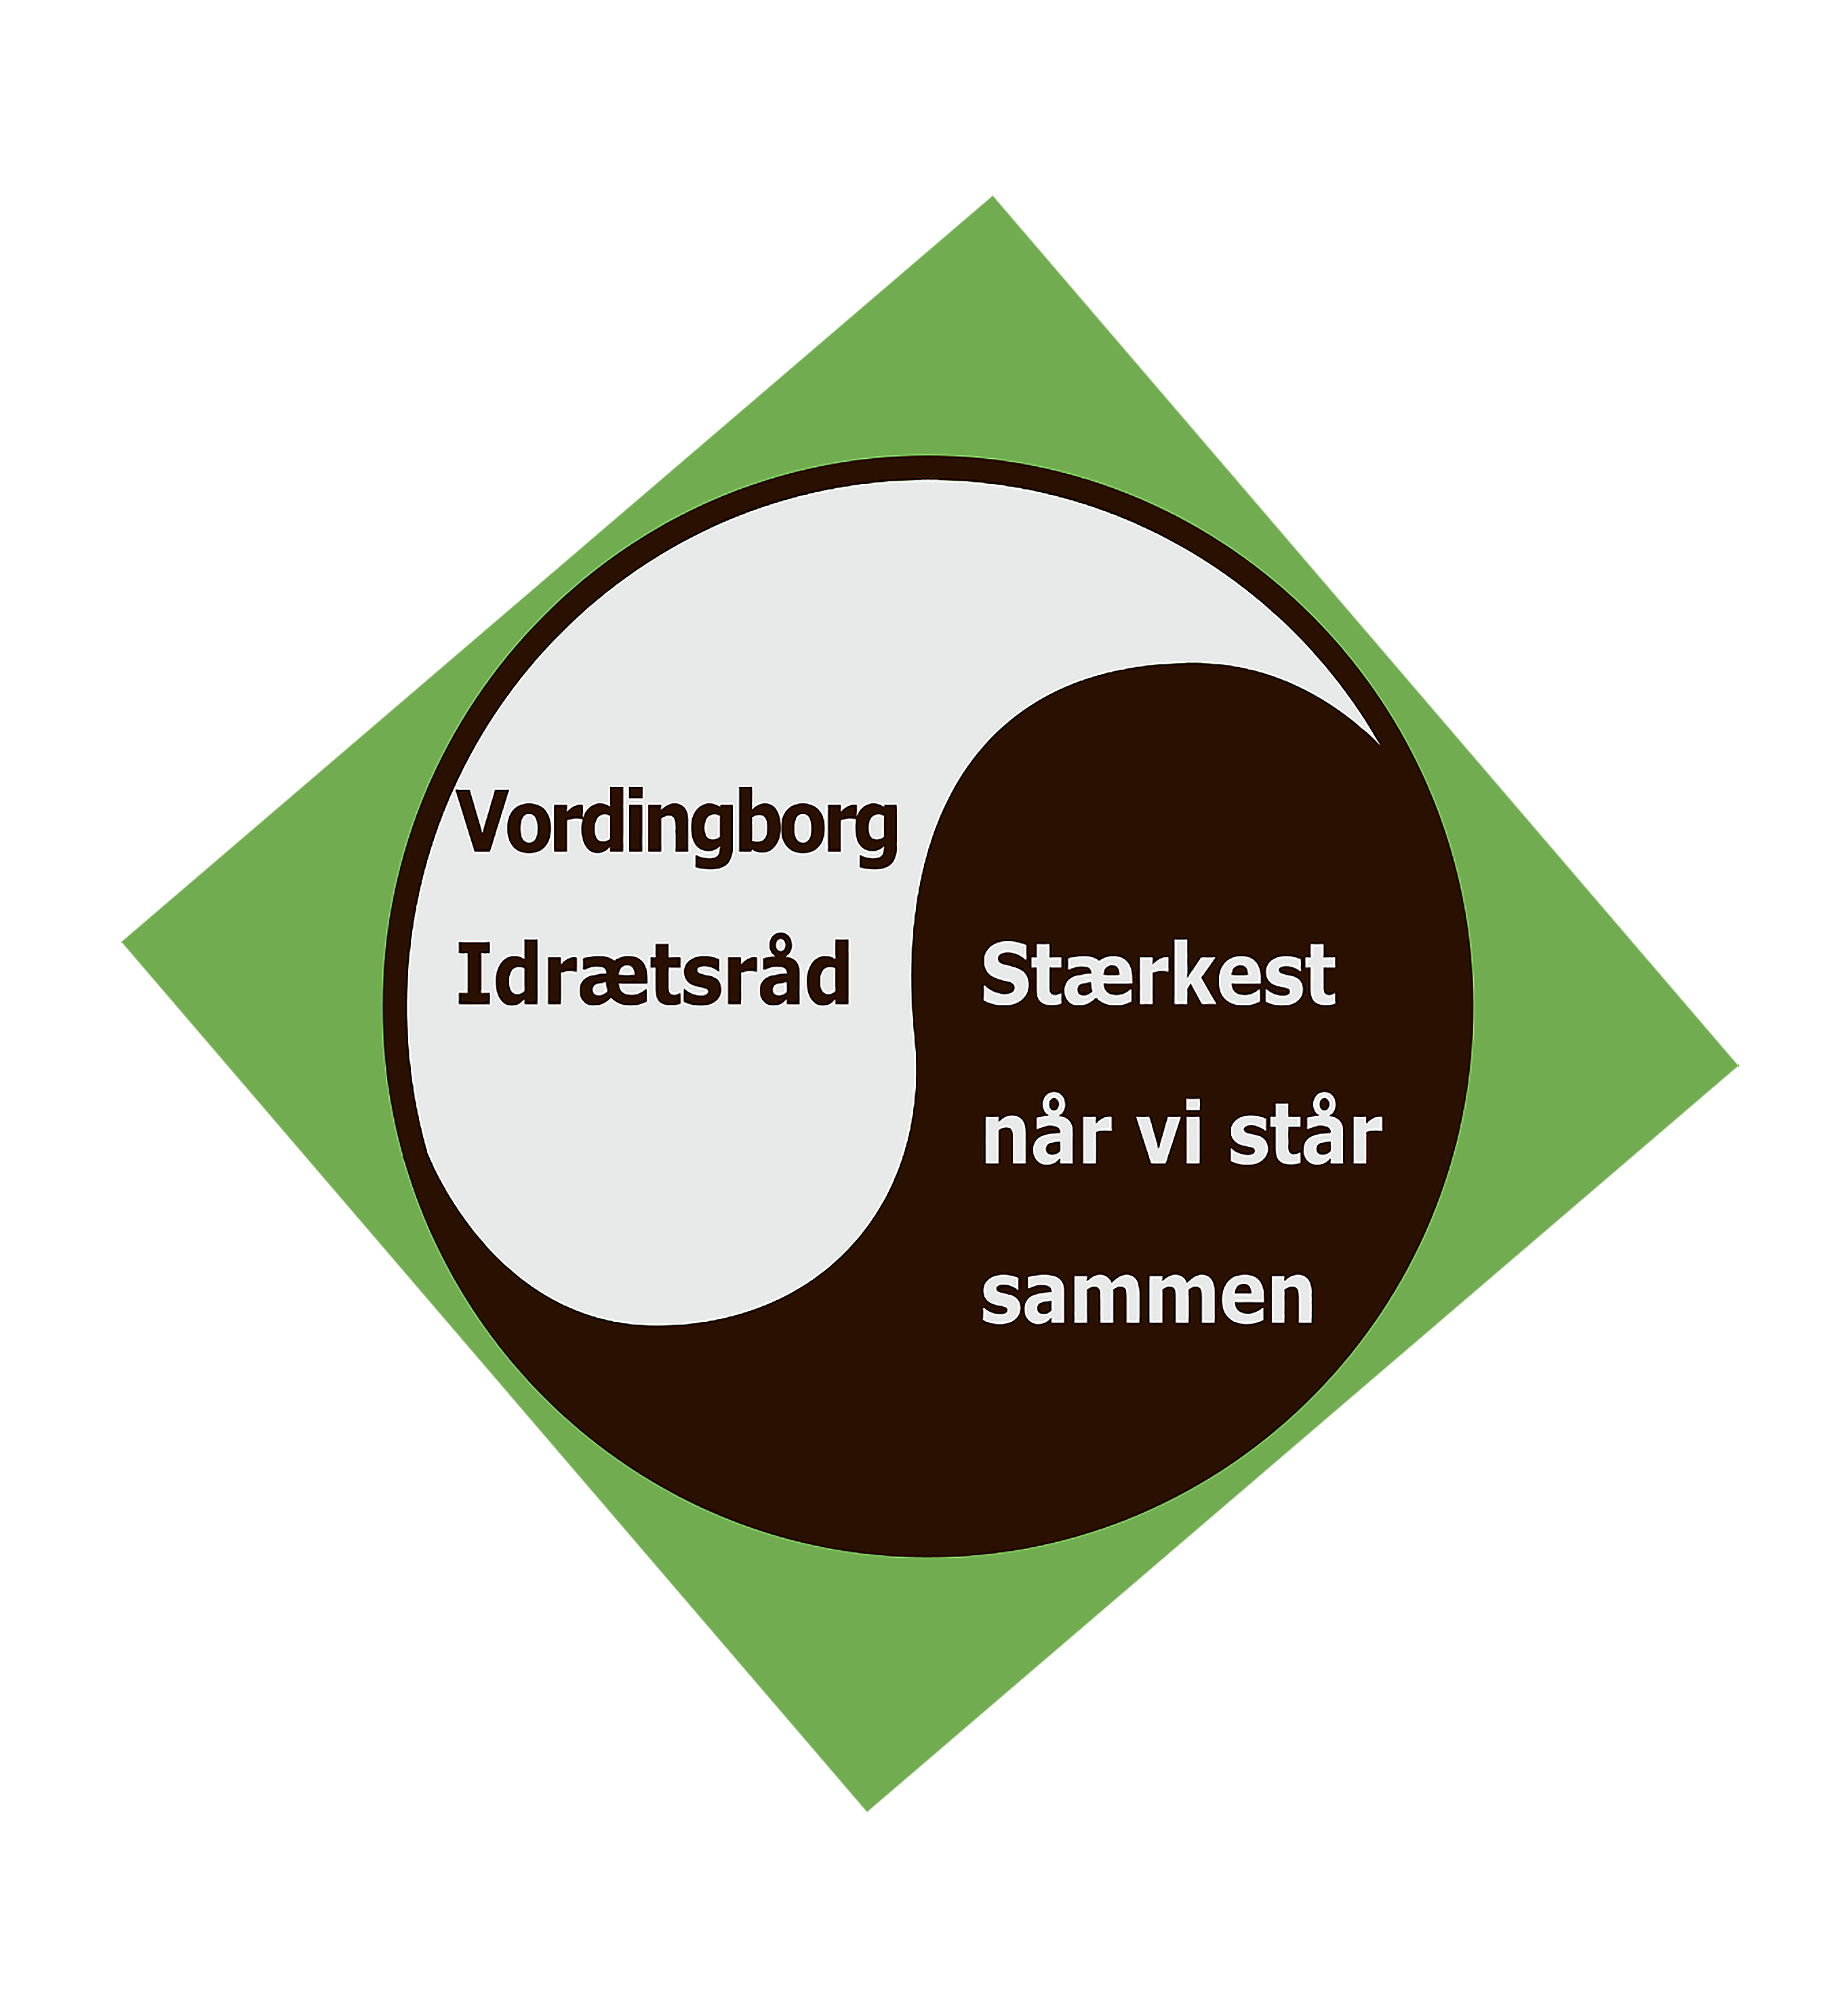 Vordingborg
Idrætsråd
Stærkest
når vi står
sammen